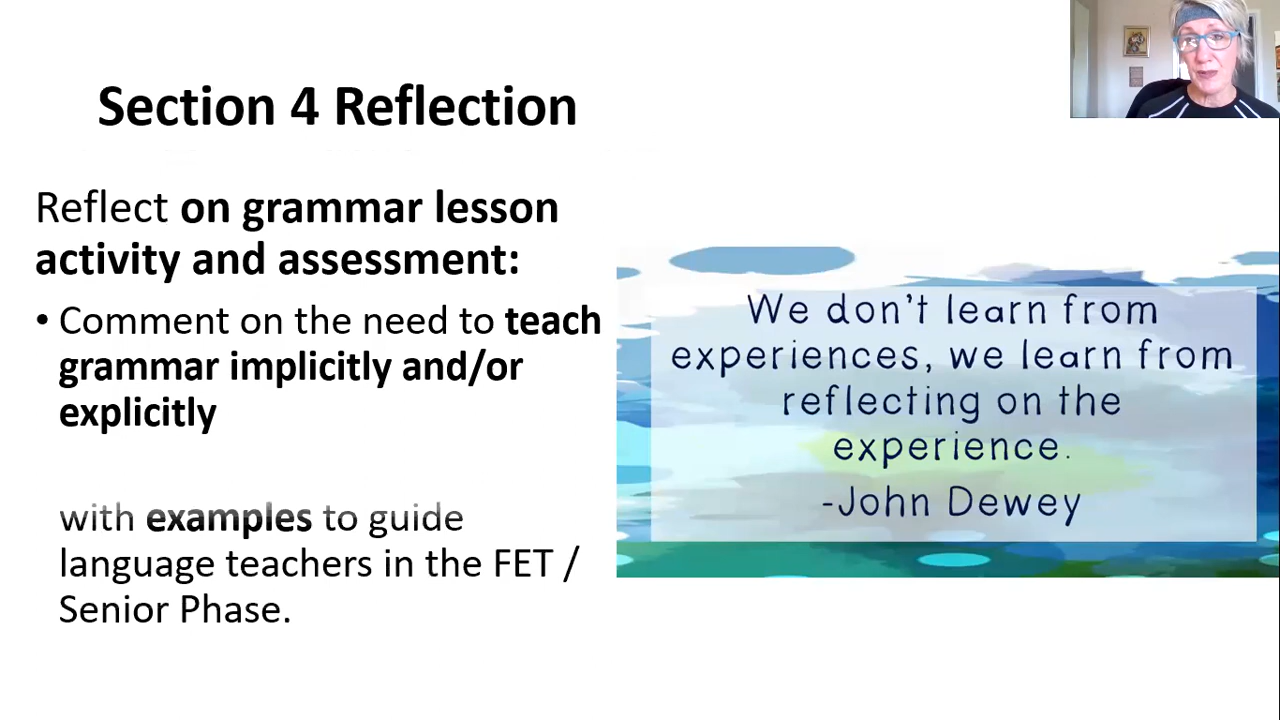 Section 4 Reflection
Reflect on grammar lesson
activity and assessment:
• Comment on the need to teach
grammar implicitly and/or
explicitly
with examples to guide
language teachers in the FET /
Senior Phase.
We don't learn from
experiences, we learn from
reflecting on the
experience.
-John Dewey